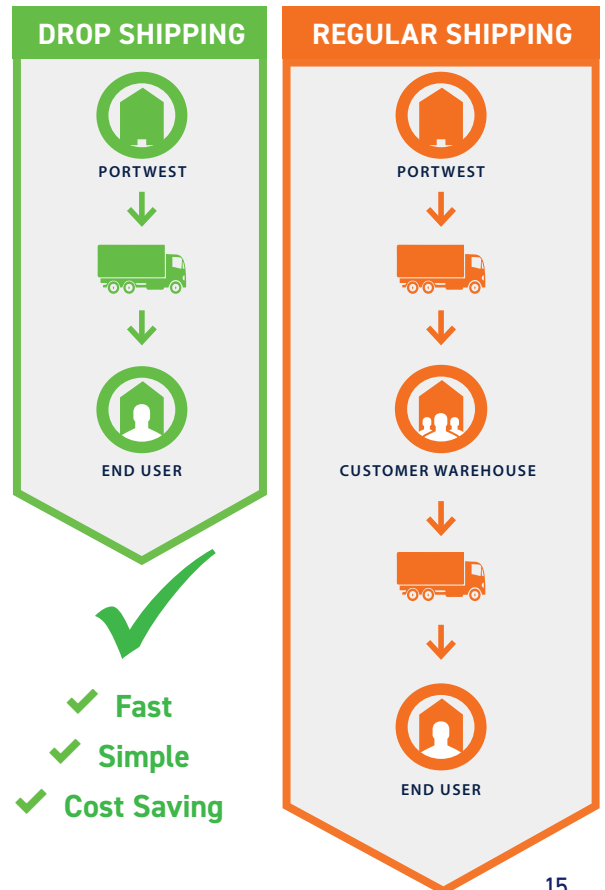 DROP SHIPPING
PORTWEST
END USER
Fast
Simple
Cost Saving
REGULAR SHIPPING
PORTWEST
CUSTOMER WAREHOUSE
END USER
15